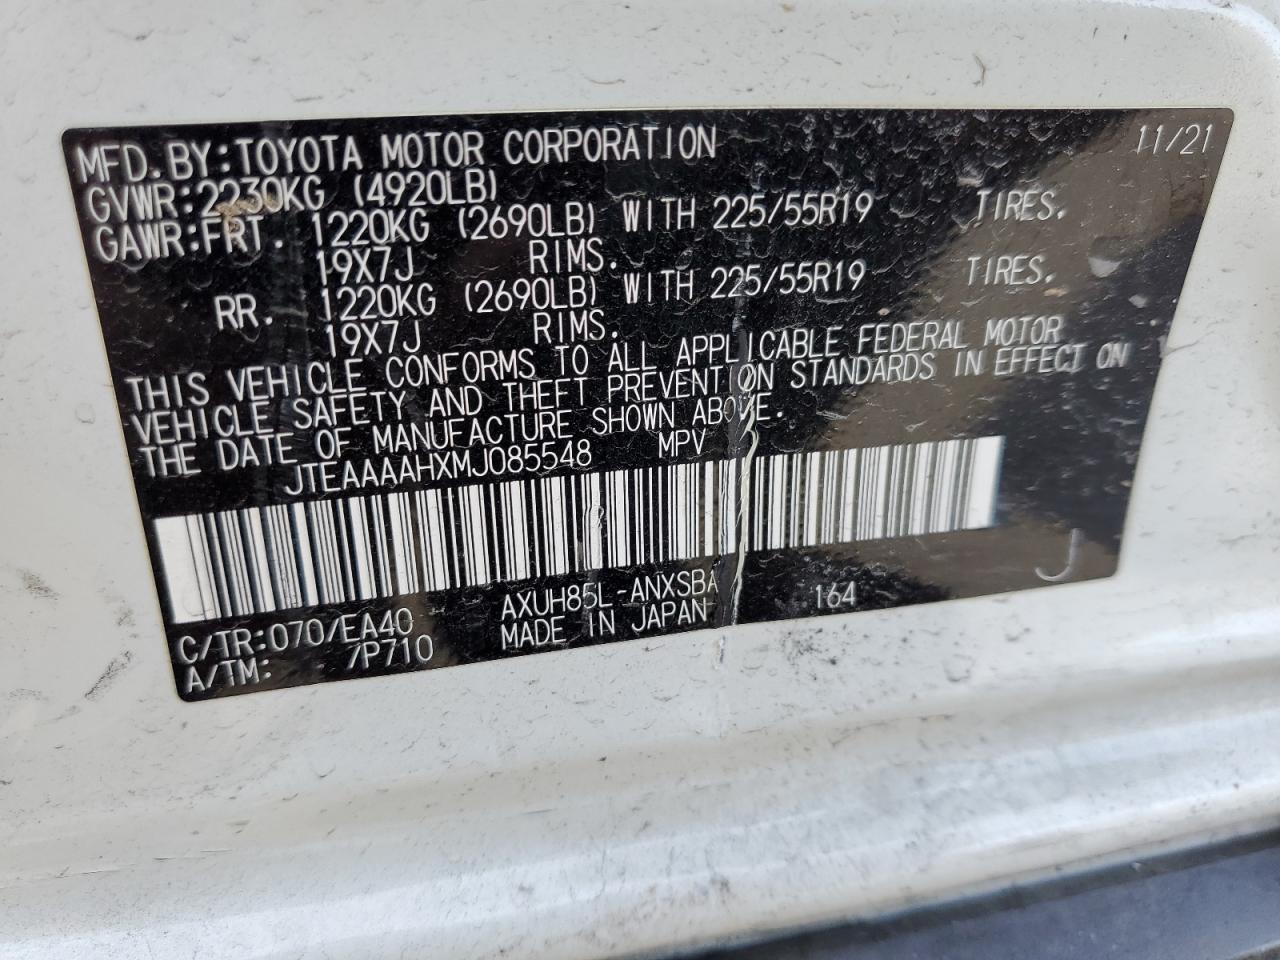 MFD. BY: TOYOTA MOTOR CORPORATION 11/21
GVWR: 2230KG (4920LB)
GAWR: FRT. 1220KG (2690LB) WITH 225/55R19 TIRES.
19X7J RIMS.
RR. 1220KG (2690LB) WITH 225/55R19 TIRES.
19X7J RIMS.
THIS VEHICLE CONFORMS TO ALL APPLICABLE FEDERAL MOTOR
VEHICLE SAFETY AND THEFT PREVENTION STANDARDS IN EFFECT ON
THE DATE OF MANUFACTURE SHOWN ABOVE.
JTEAAAAHXMJ085548 MPV
C/TR: 070/EA40 AXUH85L-ANXSBA 164 J
A/TM: /P710 MADE IN JAPAN